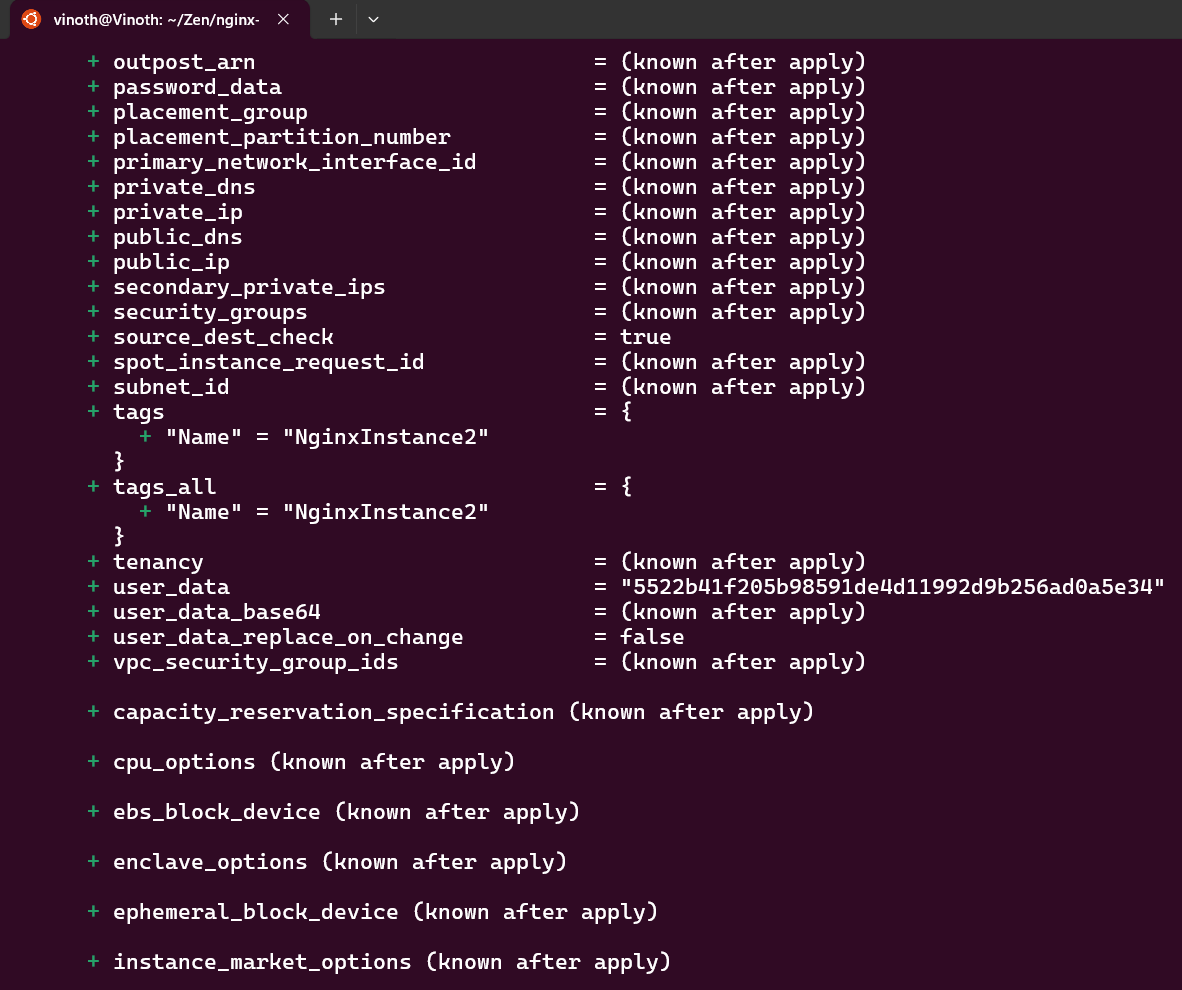 vinoth@Vinoth: ~/Zen/nginx-
+ outpost_arn = (known after apply)
+ password_data = (known after apply)
+ placement_group = (known after apply)
+ placement_partition_number = (known after apply)
+ primary_network_interface_id = (known after apply)
+ private_dns = (known after apply)
+ private_ip = (known after apply)
+ public_dns = (known after apply)
+ public_ip = (known after apply)
+ secondary_private_ips = (known after apply)
+ security_groups = (known after apply)
+ source_dest_check = true
+ spot_instance_request_id = (known after apply)
+ subnet_id = (known after apply)
+ tags = {
+ "Name" = "NginxInstance2"
}
+ tags_all = {
+ "Name" = "NginxInstance2"
}
+ tenancy = (known after apply)
+ user_data = "5522b41f205b98591de4d11992d9b256ad0a5e34"
+ user_data_base64 = (known after apply)
+ user_data_replace_on_change = false
+ vpc_security_group_ids = (known after apply)
+ capacity_reservation_specification (known after apply)
+ cpu_options (known after apply)
+ ebs_block_device (known after apply)
+ enclave_options (known after apply)
+ ephemeral_block_device (known after apply)
+ instance_market_options (known after apply)